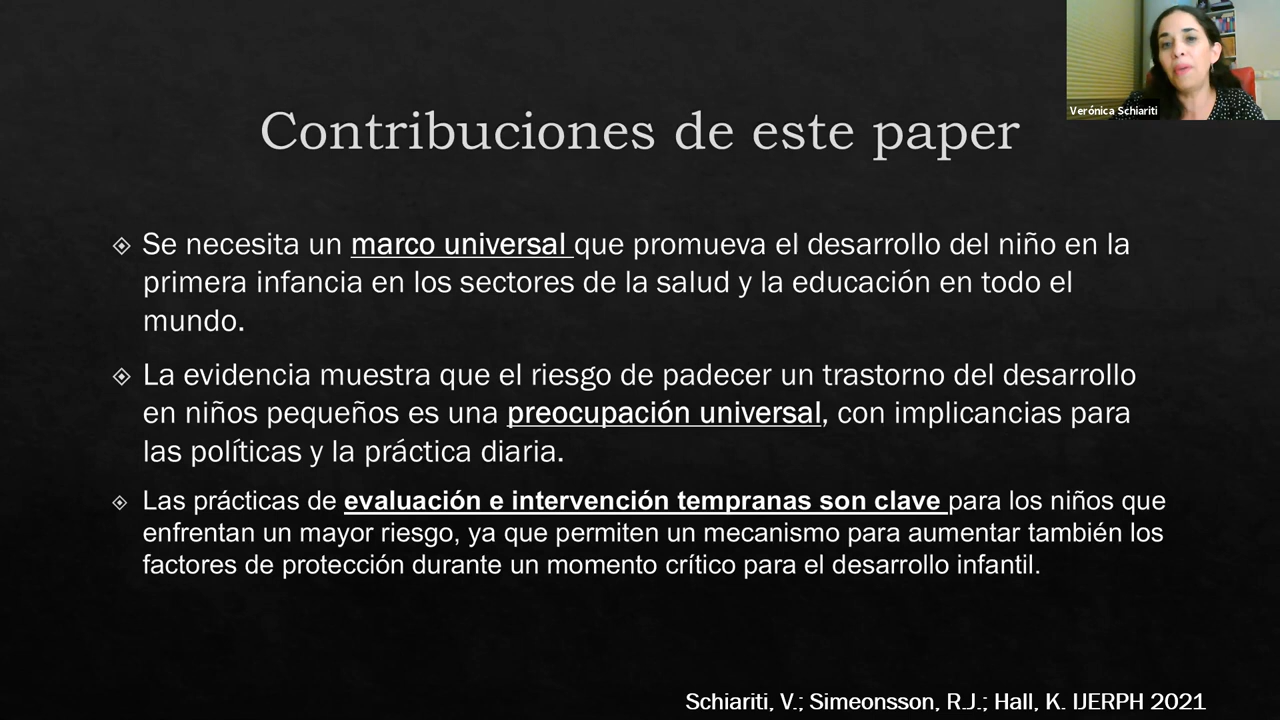 Verónica Schiariti
Contribuciones de este paper
Se necesita un marco universal que promueva el desarrollo del niño en la
primera infancia en los sectores de la salud y la educación en todo el
mundo.
La evidencia muestra que el riesgo de padecer un trastorno del desarrollo
en niños pequeños es una preocupación universal, con implicancias para
las políticas y la práctica diaria.
Las prácticas de evaluación e intervención tempranas son clave para los niños que
enfrentan un mayor riesgo, ya que permiten un mecanismo para aumentar también los
factores de protección durante un momento crítico para el desarrollo infantil.
Schiariti, V.; Simeonsson, R.J.; Hall, K. IJERPH 2021